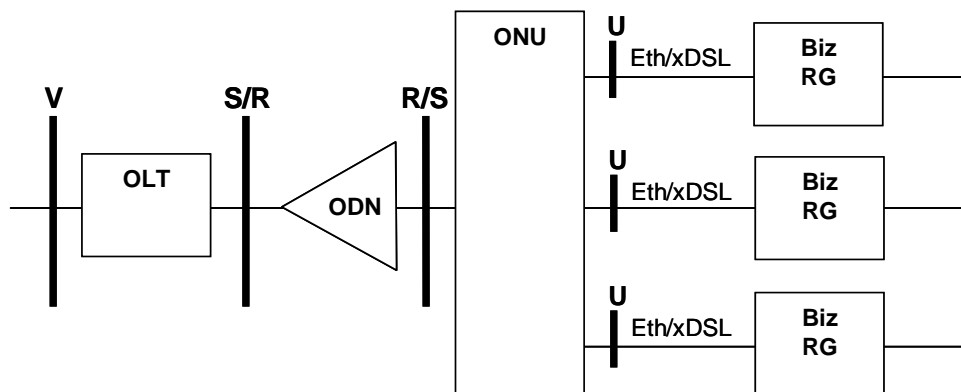 ONU
U
Eth/xDSL
Biz
RG
V
S/R
R/S
OLT
ODN
U
Eth/xDSL
Biz
RG
U
Eth/xDSL
Biz
RG